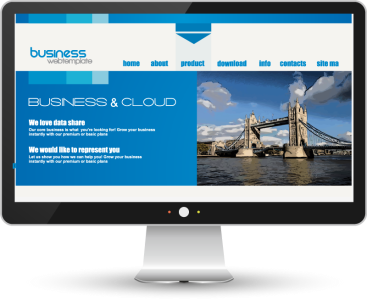 business
webtemplate
home about product download info contacts site ma
BUSINESS & CLOUD
We love data share
Our core business is what you're looking for! Grow your business
instantly with our premium or basic plans
We would like to represent you
Let us show you how we can help you! Grow your business
instantly with our premium or basic plans